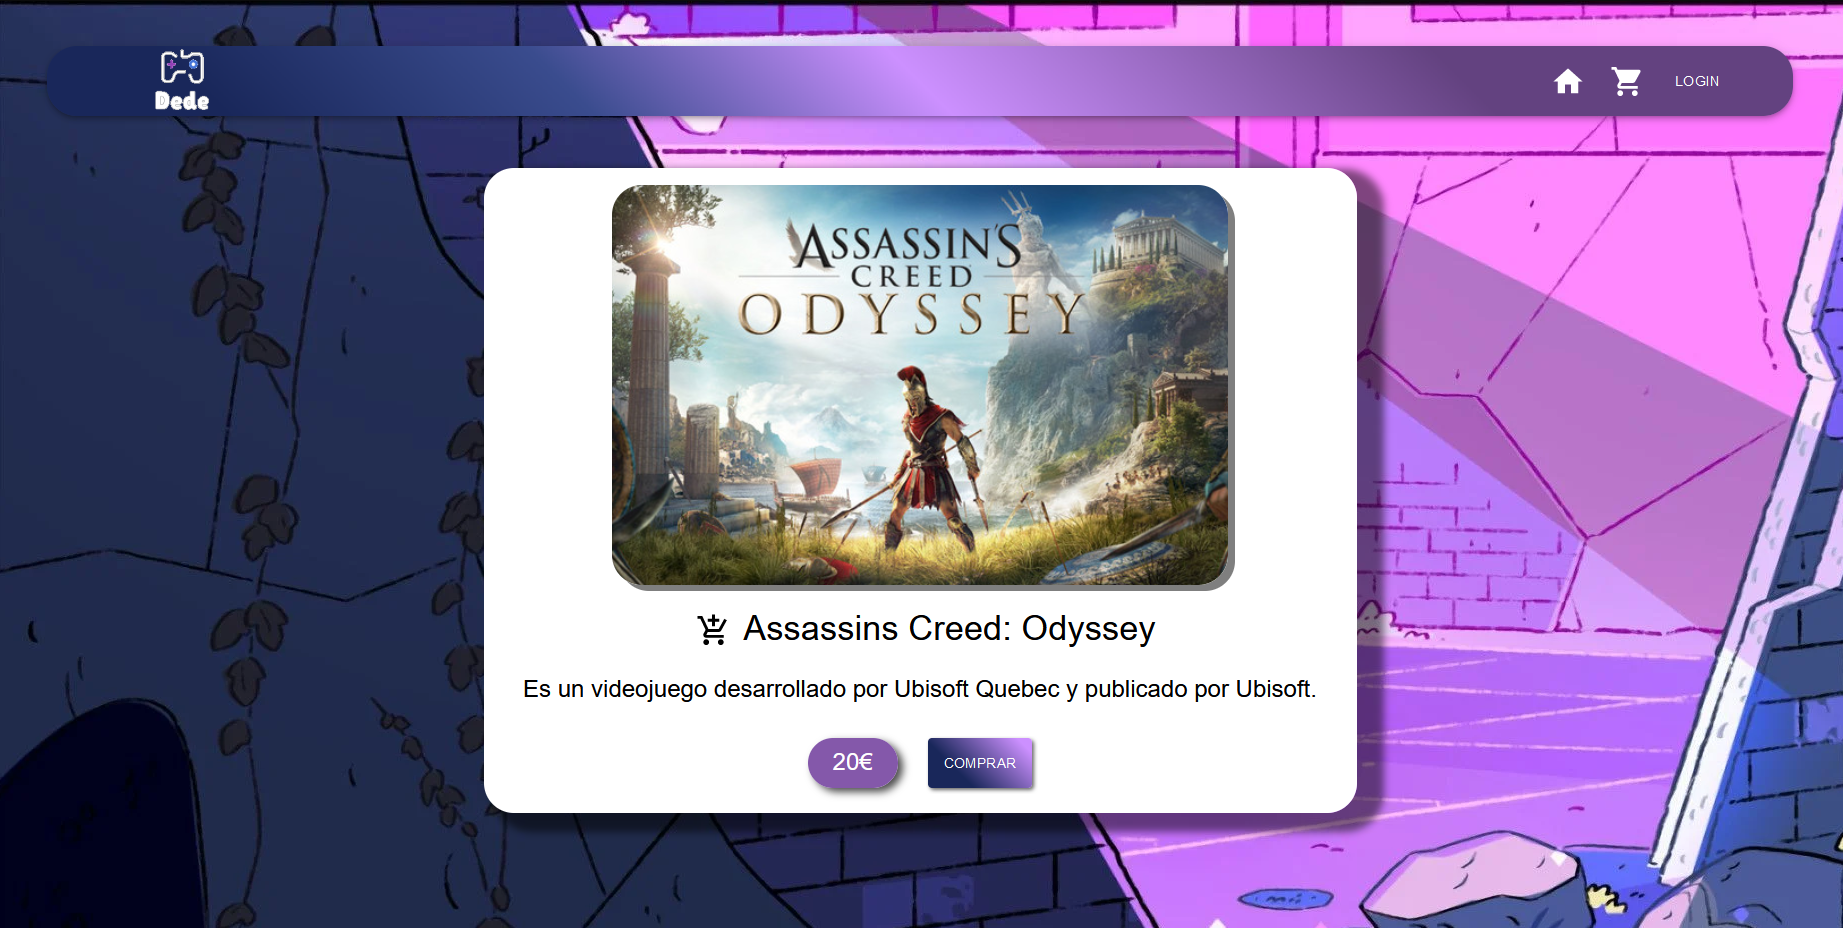 Dede
LOGIN
ASSASSIN'S
CREED
ODYSSEY
Assassins Creed: Odyssey
Es un videojuego desarrollado por Ubisoft Quebec y publicado por Ubisoft.
20€
COMPRAR